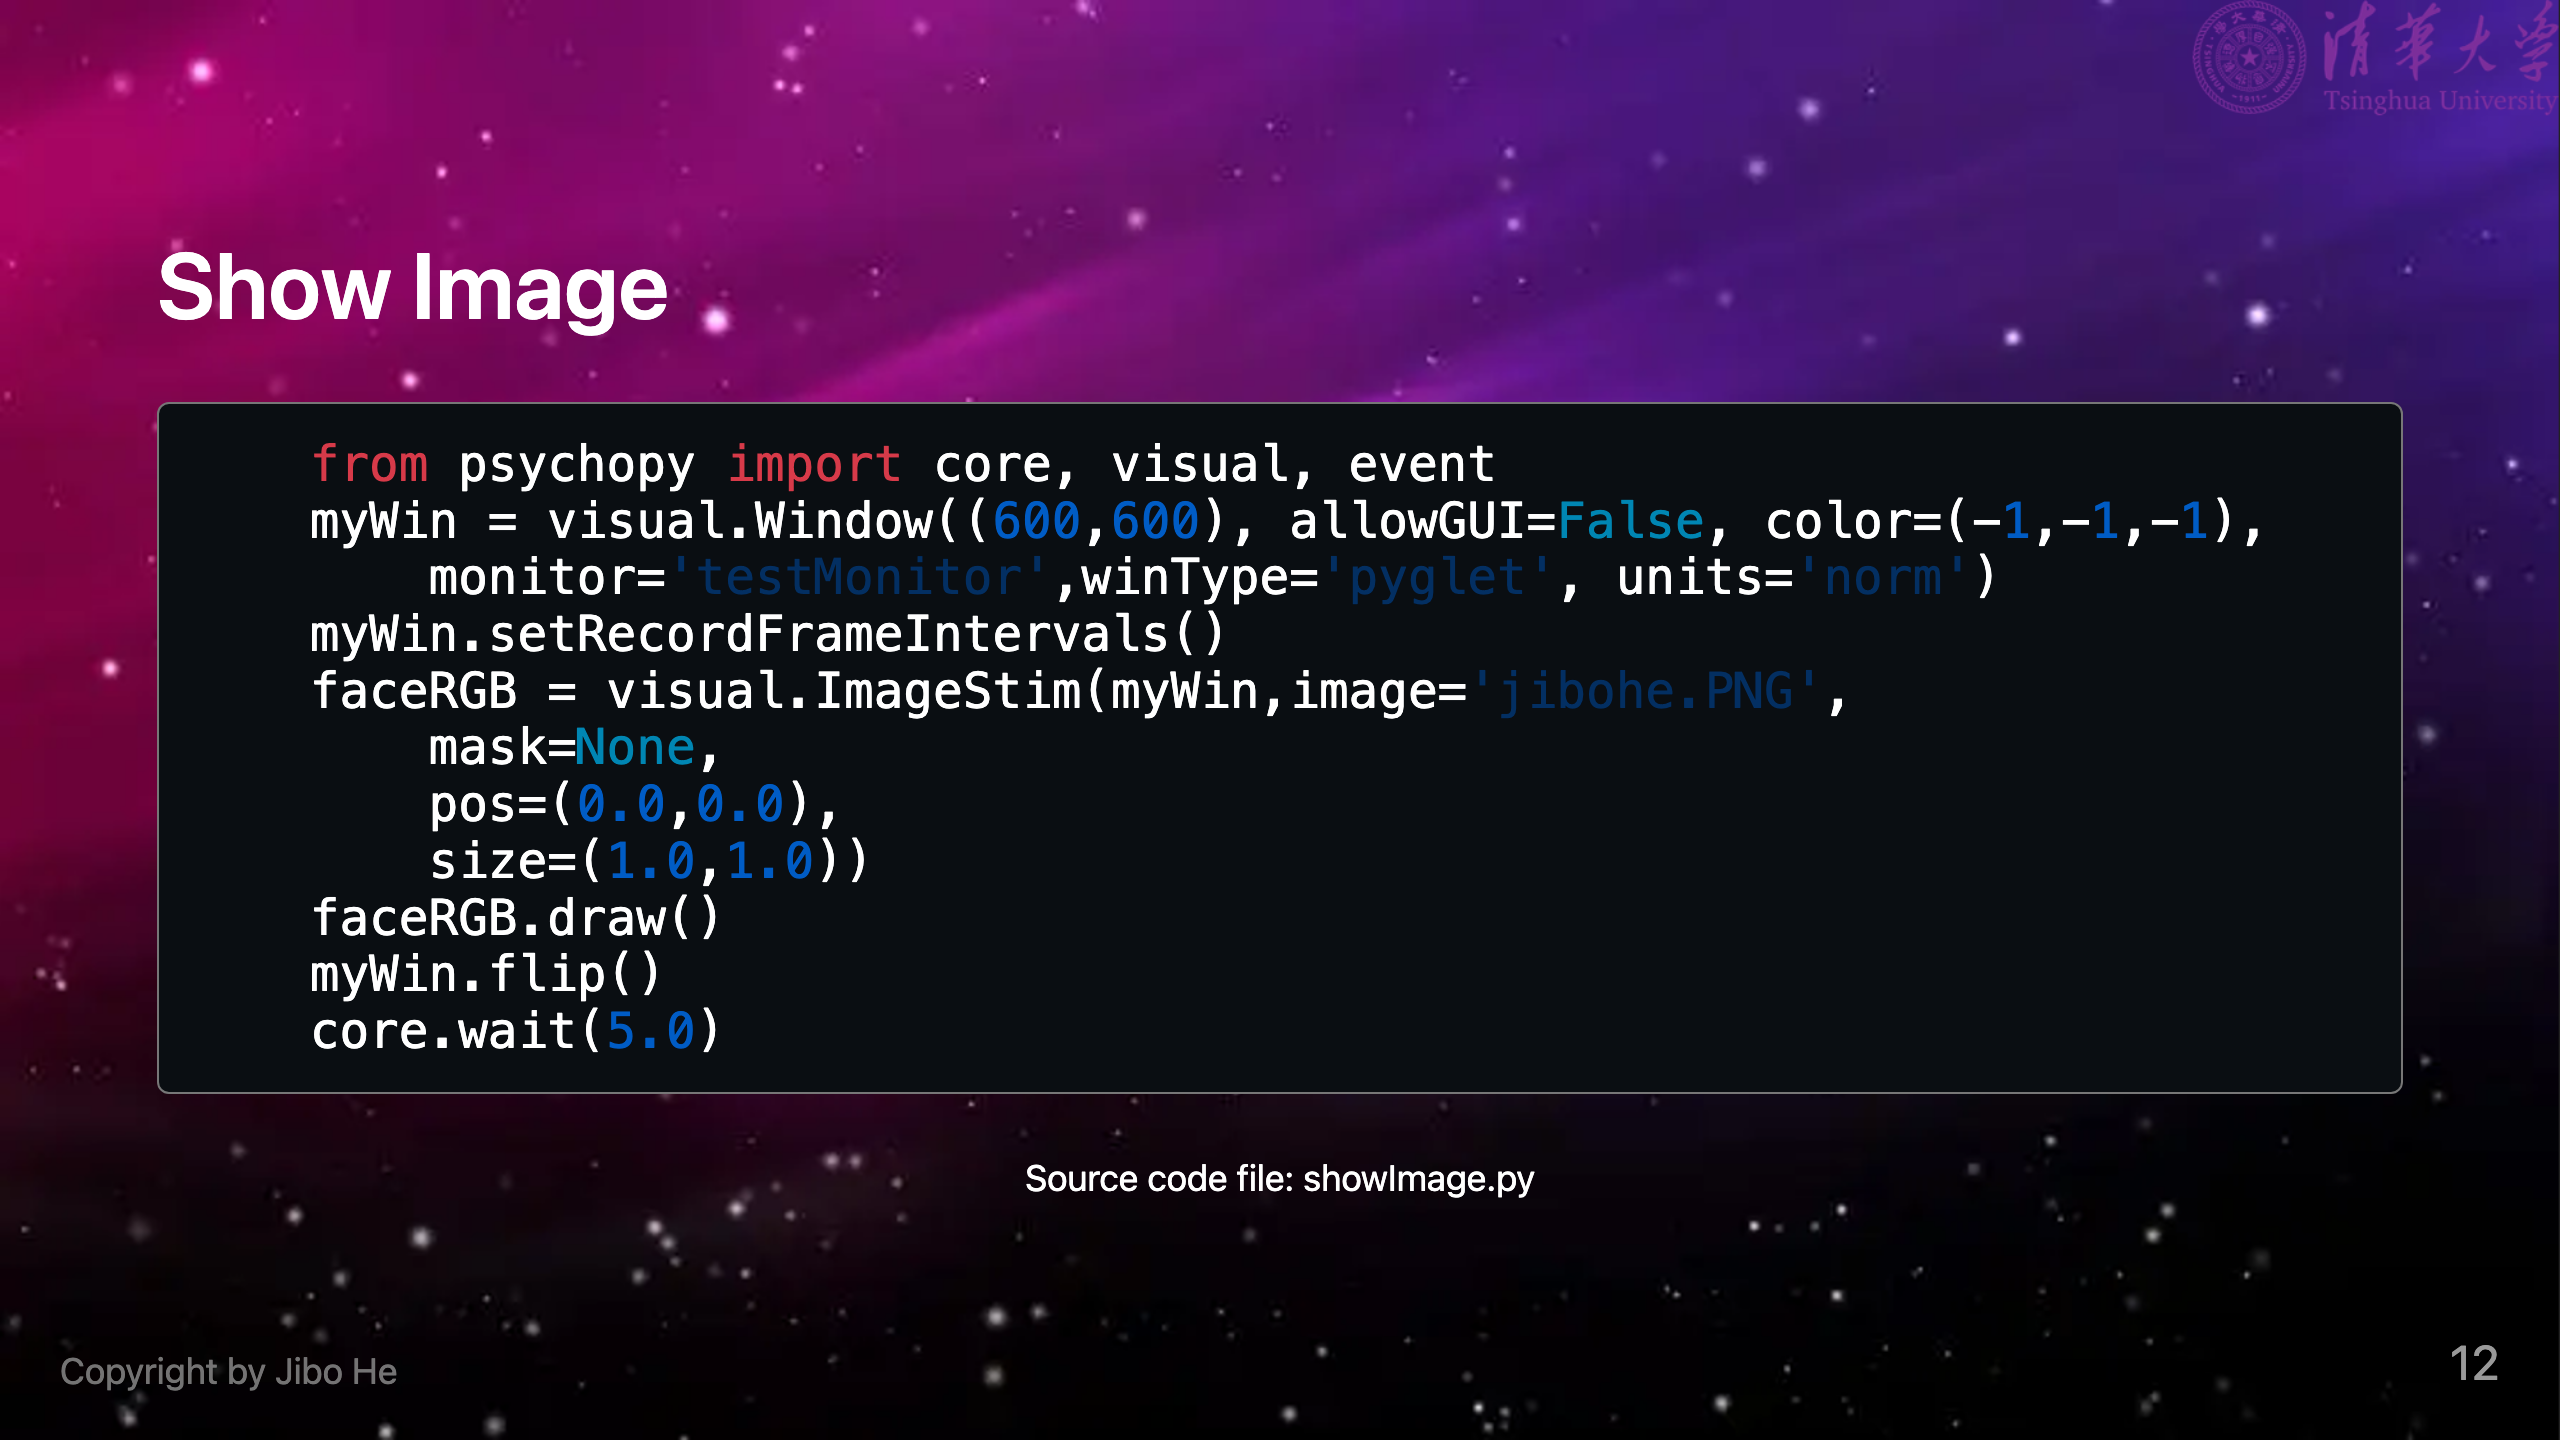 清華大学
Tsinghua University
Show Image
from psychopy import core, visual, event
myWin = visual.Window((600,600), allowGUI=False, color=(-1,-1,-1),
    monitor='testMonitor',winType='pyglet', units='norm')
myWin.setRecordFrameIntervals()
faceRGB = visual.ImageStim(myWin,image='jibohe.PNG',
    mask=None,
    pos=(0.0,0.0),
    size=(1.0,1.0))
faceRGB.draw()
myWin.flip()
core.wait(5.0)
Source code file: showImage.py
Copyright by Jibo He
12